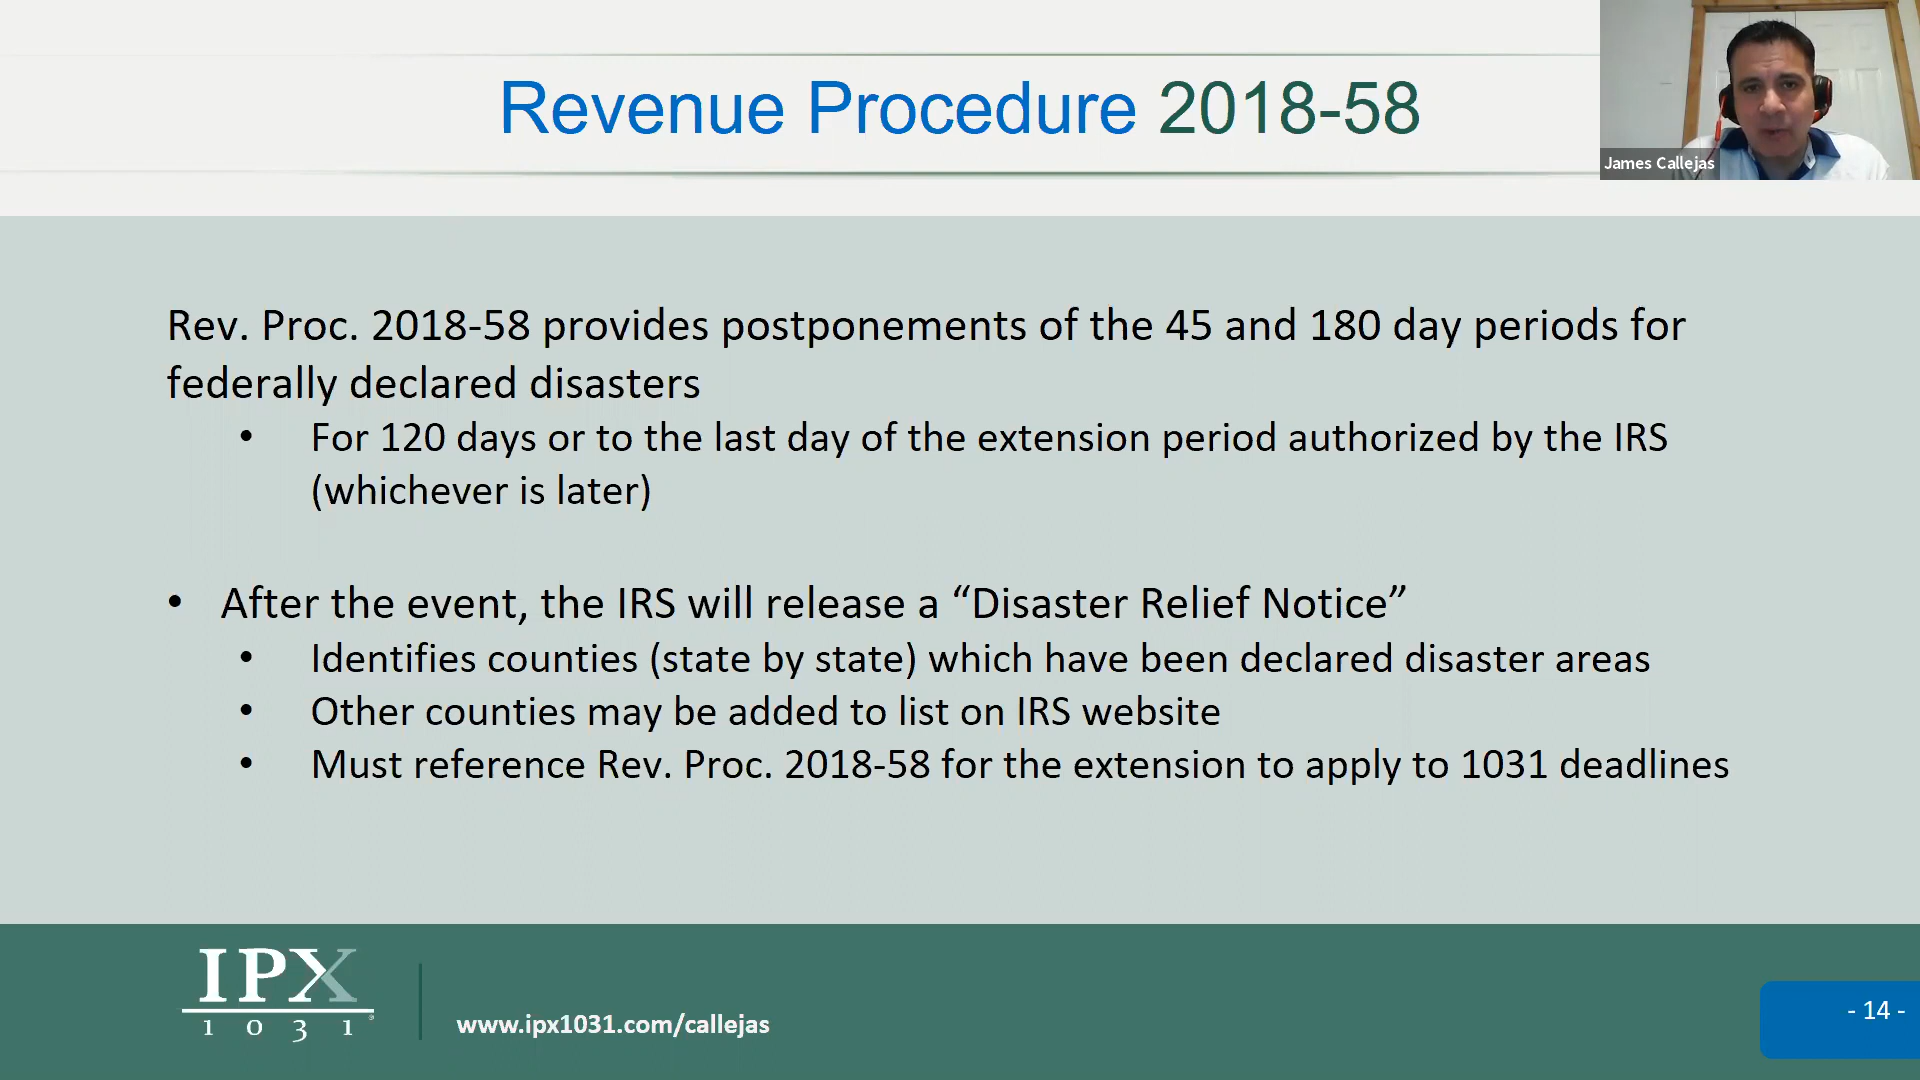 Revenue Procedure 2018-58
James Callejas
Rev. Proc. 2018-58 provides postponements of the 45 and 180 day periods for
federally declared disasters
• For 120 days or to the last day of the extension period authorized by the IRS
(whichever is later)
• After the event, the IRS will release a “Disaster Relief Notice”
• Identifies counties (state by state) which have been declared disaster areas
• Other counties may be added to list on IRS website
• Must reference Rev. Proc. 2018-58 for the extension to apply to 1031 deadlines
IPX
1031®
www.ipx1031.com/callejas
- 14 -